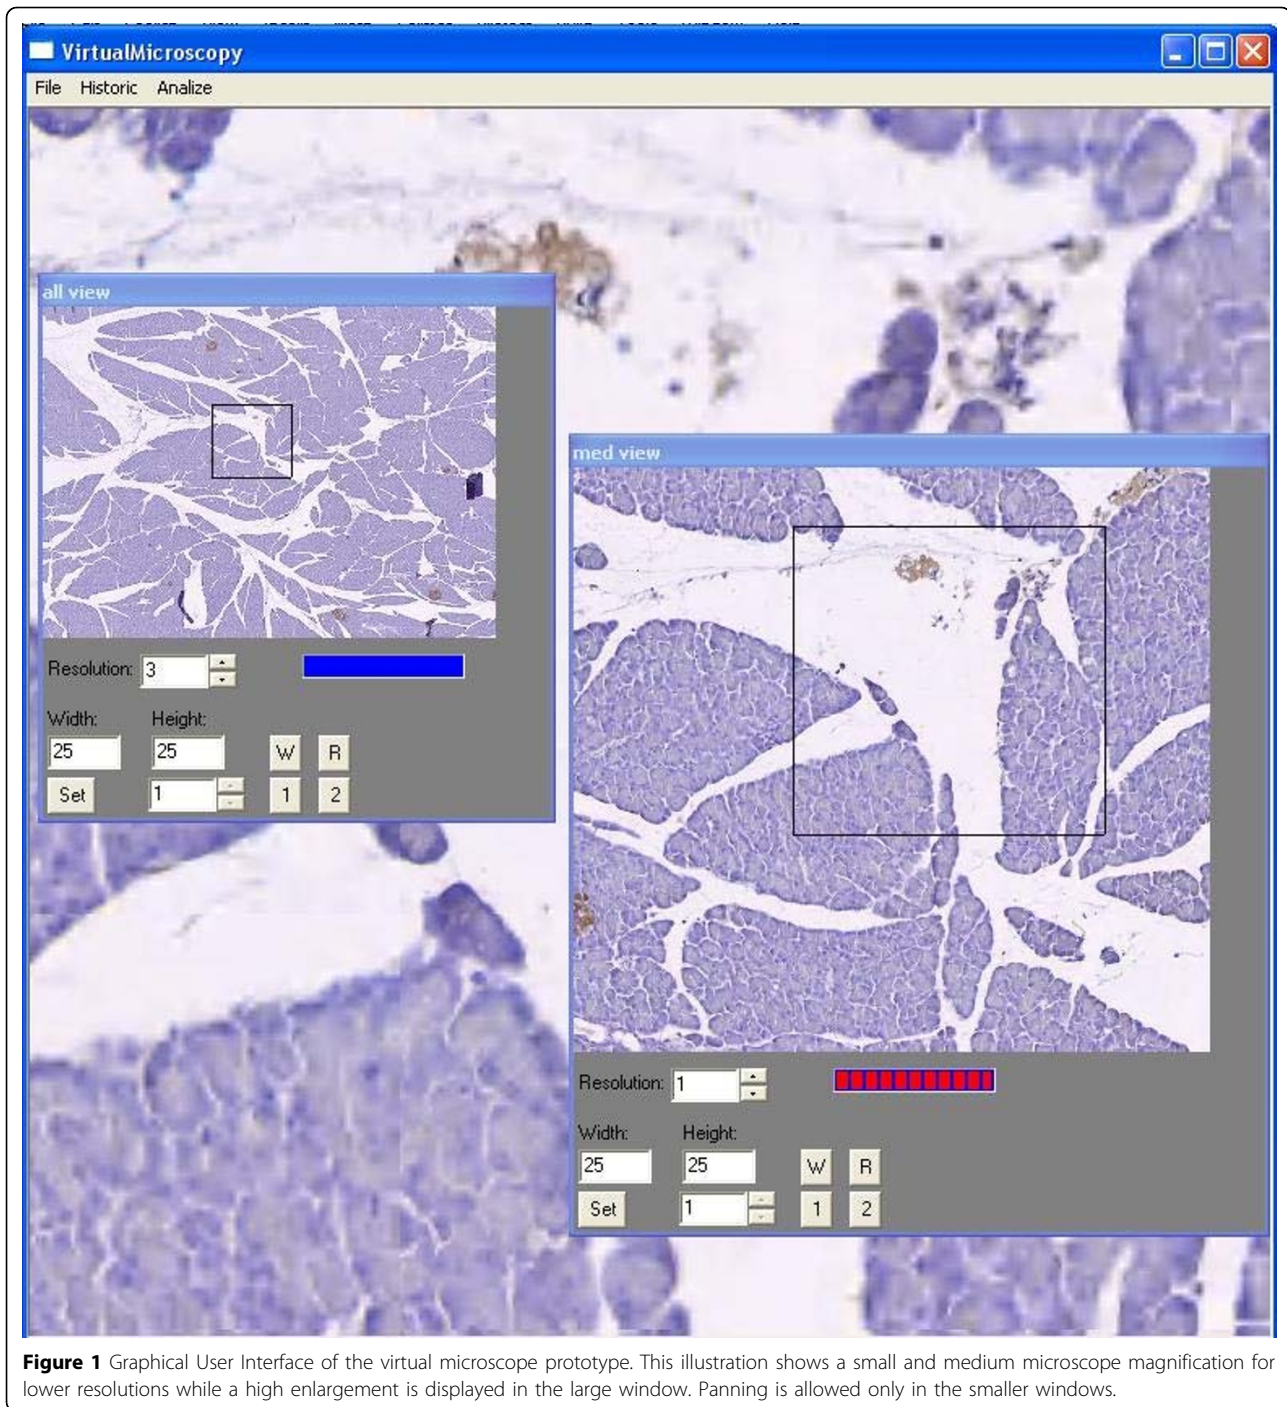 VirtualMicroscopy
File Historic Analize
all view
Resolution: 3
Width: Height:
25 25 W R
Set 1 1 2
med view
Resolution: 1
Width: Height:
25 25 W R
Set 1 1 2
Figure 1 Graphical User Interface of the virtual microscope prototype. This illustration shows a small and medium microscope magnification for
lower resolutions while a high enlargement is displayed in the large window. Panning is allowed only in the smaller windows.